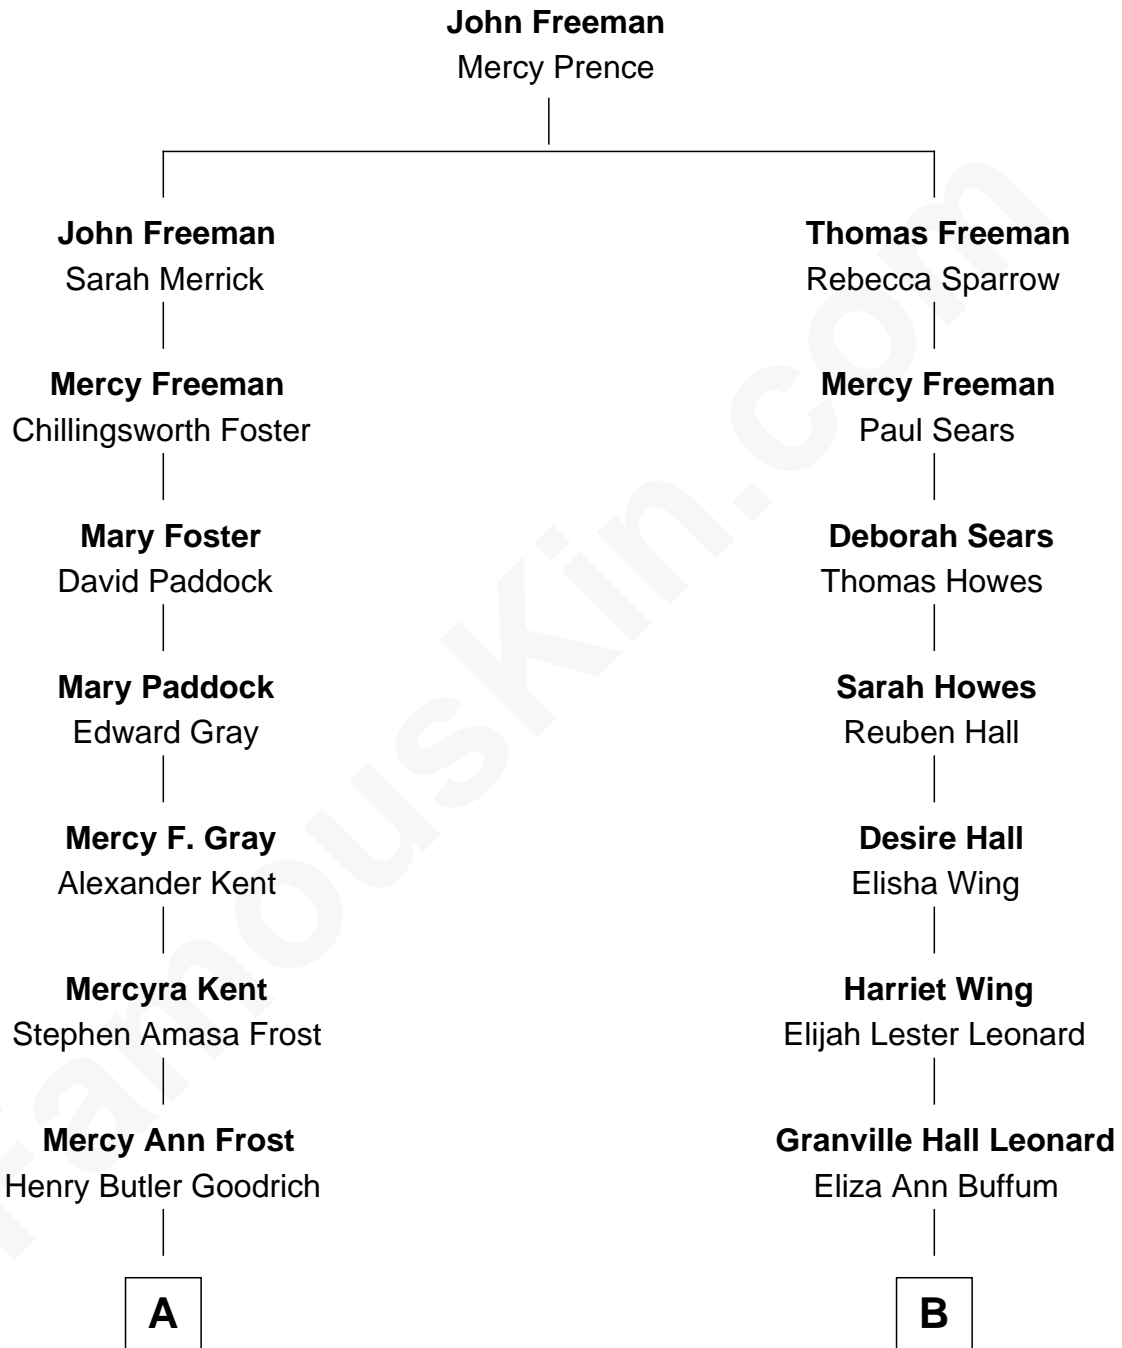 John Freeman
Mercy Prence
John Freeman
Sarah Merrick
Thomas Freeman
Rebecca Sparrow
Mercy Freeman
Chillingsworth Foster
Mercy Freeman
Paul Sears
Mary Foster
David Paddock
Deborah Sears
Thomas Howes
Mary Paddock
Edward Gray
Sarah Howes
Reuben Hall
Mercy F. Gray
Alexander Kent
Desire Hall
Elisha Wing
Mercyra Kent
Stephen Amasa Frost
Harriet Wing
Elijah Lester Leonard
Mercy Ann Frost
Henry Butler Goodrich
Granville Hall Leonard
Eliza Ann Buffum
A
B
FamousKin.com